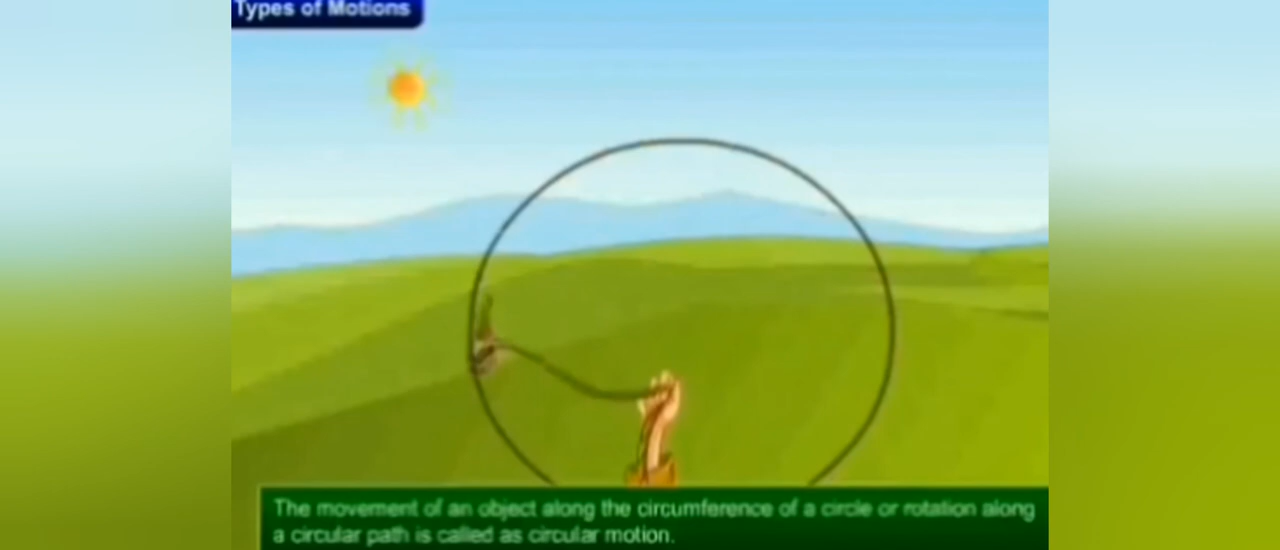 Types of Motions
The movement of an object along the circumference of a circle or rotation along
a circular path is called as circular motion.